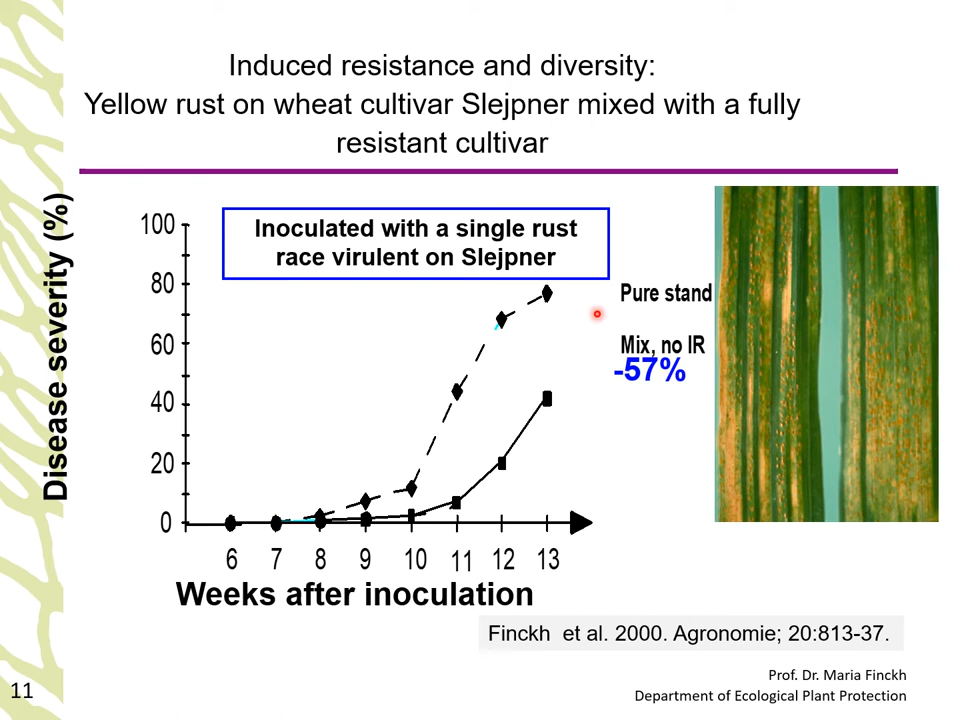 Induced resistance and diversity:
Yellow rust on wheat cultivar Slejpner mixed with a fully
resistant cultivar
Disease severity (%)
100
80
60
40
20
0
Inoculated with a single rust
race virulent on Slejpner
Pure stand
Mix, no IR
-57%
6 7 8 9 10 11 12 13
Weeks after inoculation
Finckh et al. 2000. Agronomie; 20:813-37.
Prof. Dr. Maria Finckh
Department of Ecological Plant Protection
11